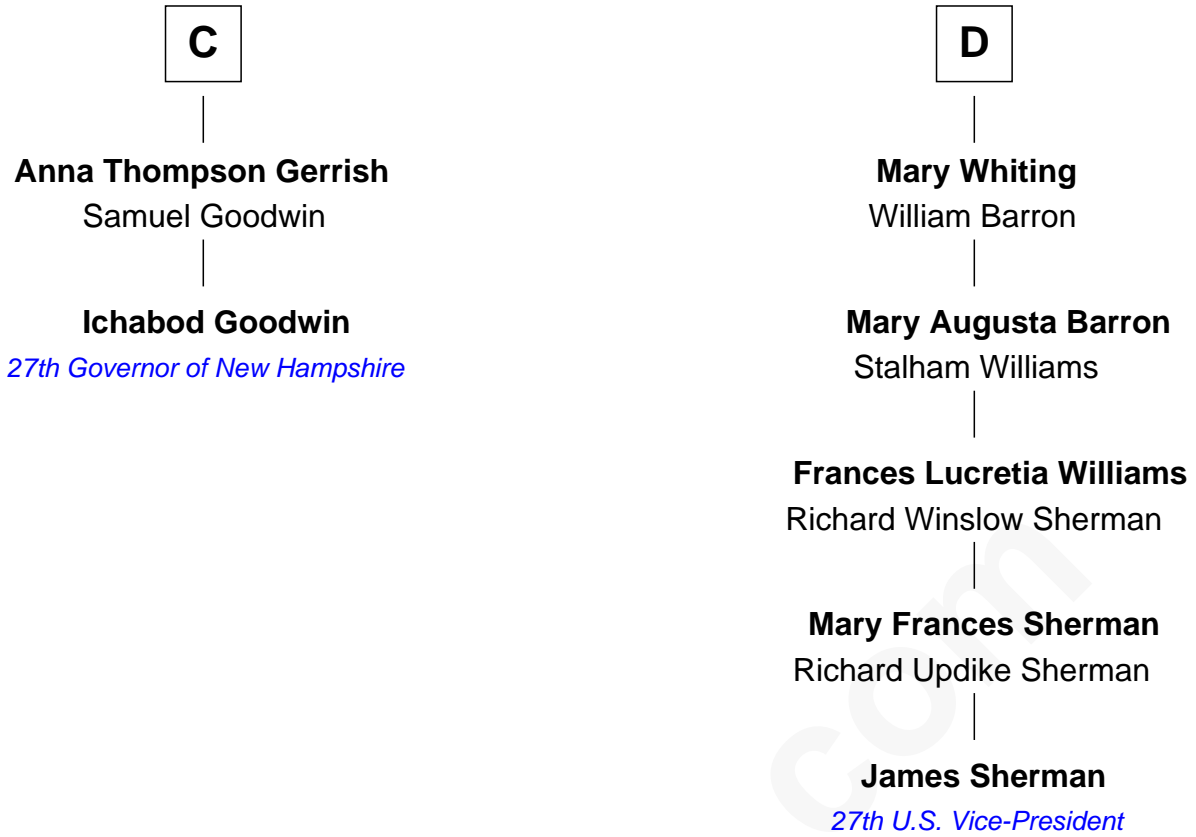 C
Anna Thompson Gerrish
Samuel Goodwin
Ichabod Goodwin
27th Governor of New Hampshire
D
Mary Whiting
William Barron
Mary Augusta Barron
Stalham Williams
Frances Lucretia Williams
Richard Winslow Sherman
Mary Frances Sherman
Richard Updike Sherman
James Sherman
27th U.S. Vice-President
com